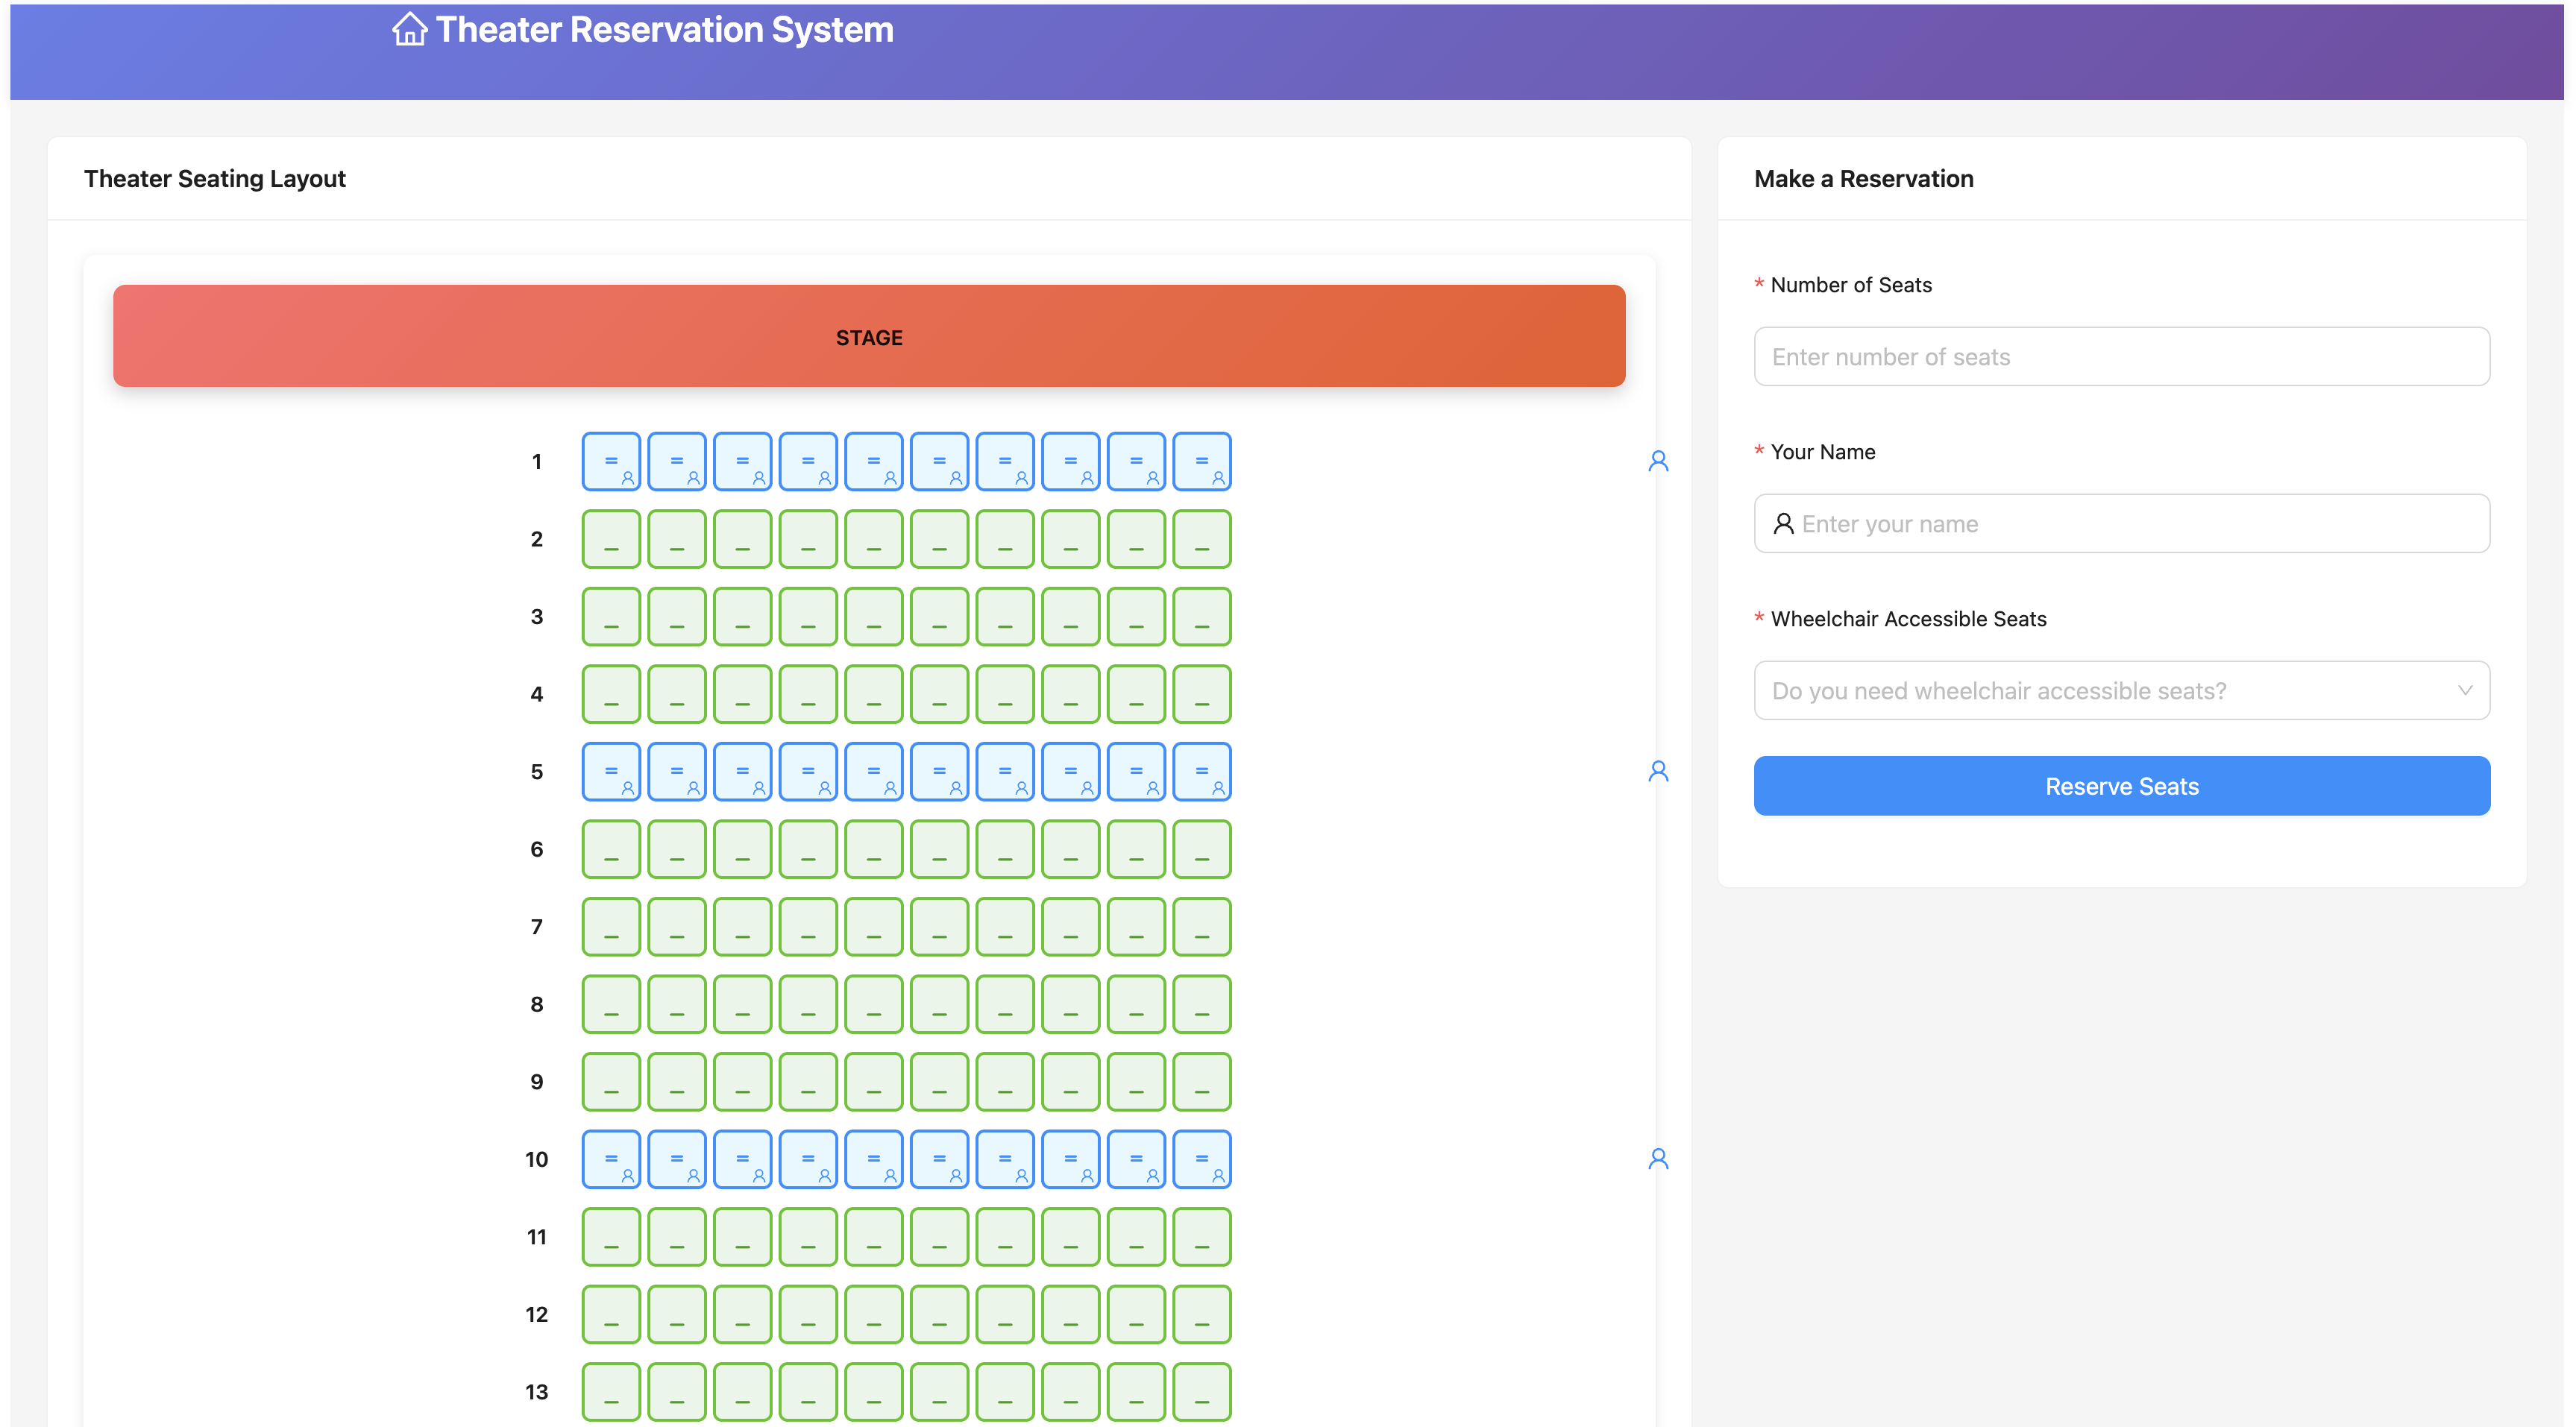 Theater Reservation System
Theater Seating Layout
STAGE
1 = = = = = = = = = =
2 _ _ _ _ _ _ _ _ _ _
3 _ _ _ _ _ _ _ _ _ _
4 _ _ _ _ _ _ _ _ _ _
5 = = = = = = = = = =
6 _ _ _ _ _ _ _ _ _ _
7 _ _ _ _ _ _ _ _ _ _
8 _ _ _ _ _ _ _ _ _ _
9 _ _ _ _ _ _ _ _ _ _
10 = = = = = = = = = =
11 _ _ _ _ _ _ _ _ _ _
12 _ _ _ _ _ _ _ _ _ _
13 _ _ _ _ _ _ _ _ _ _
Make a Reservation
* Number of Seats
Enter number of seats
* Your Name
Enter your name
* Wheelchair Accessible Seats
Do you need wheelchair accessible seats?
Reserve Seats